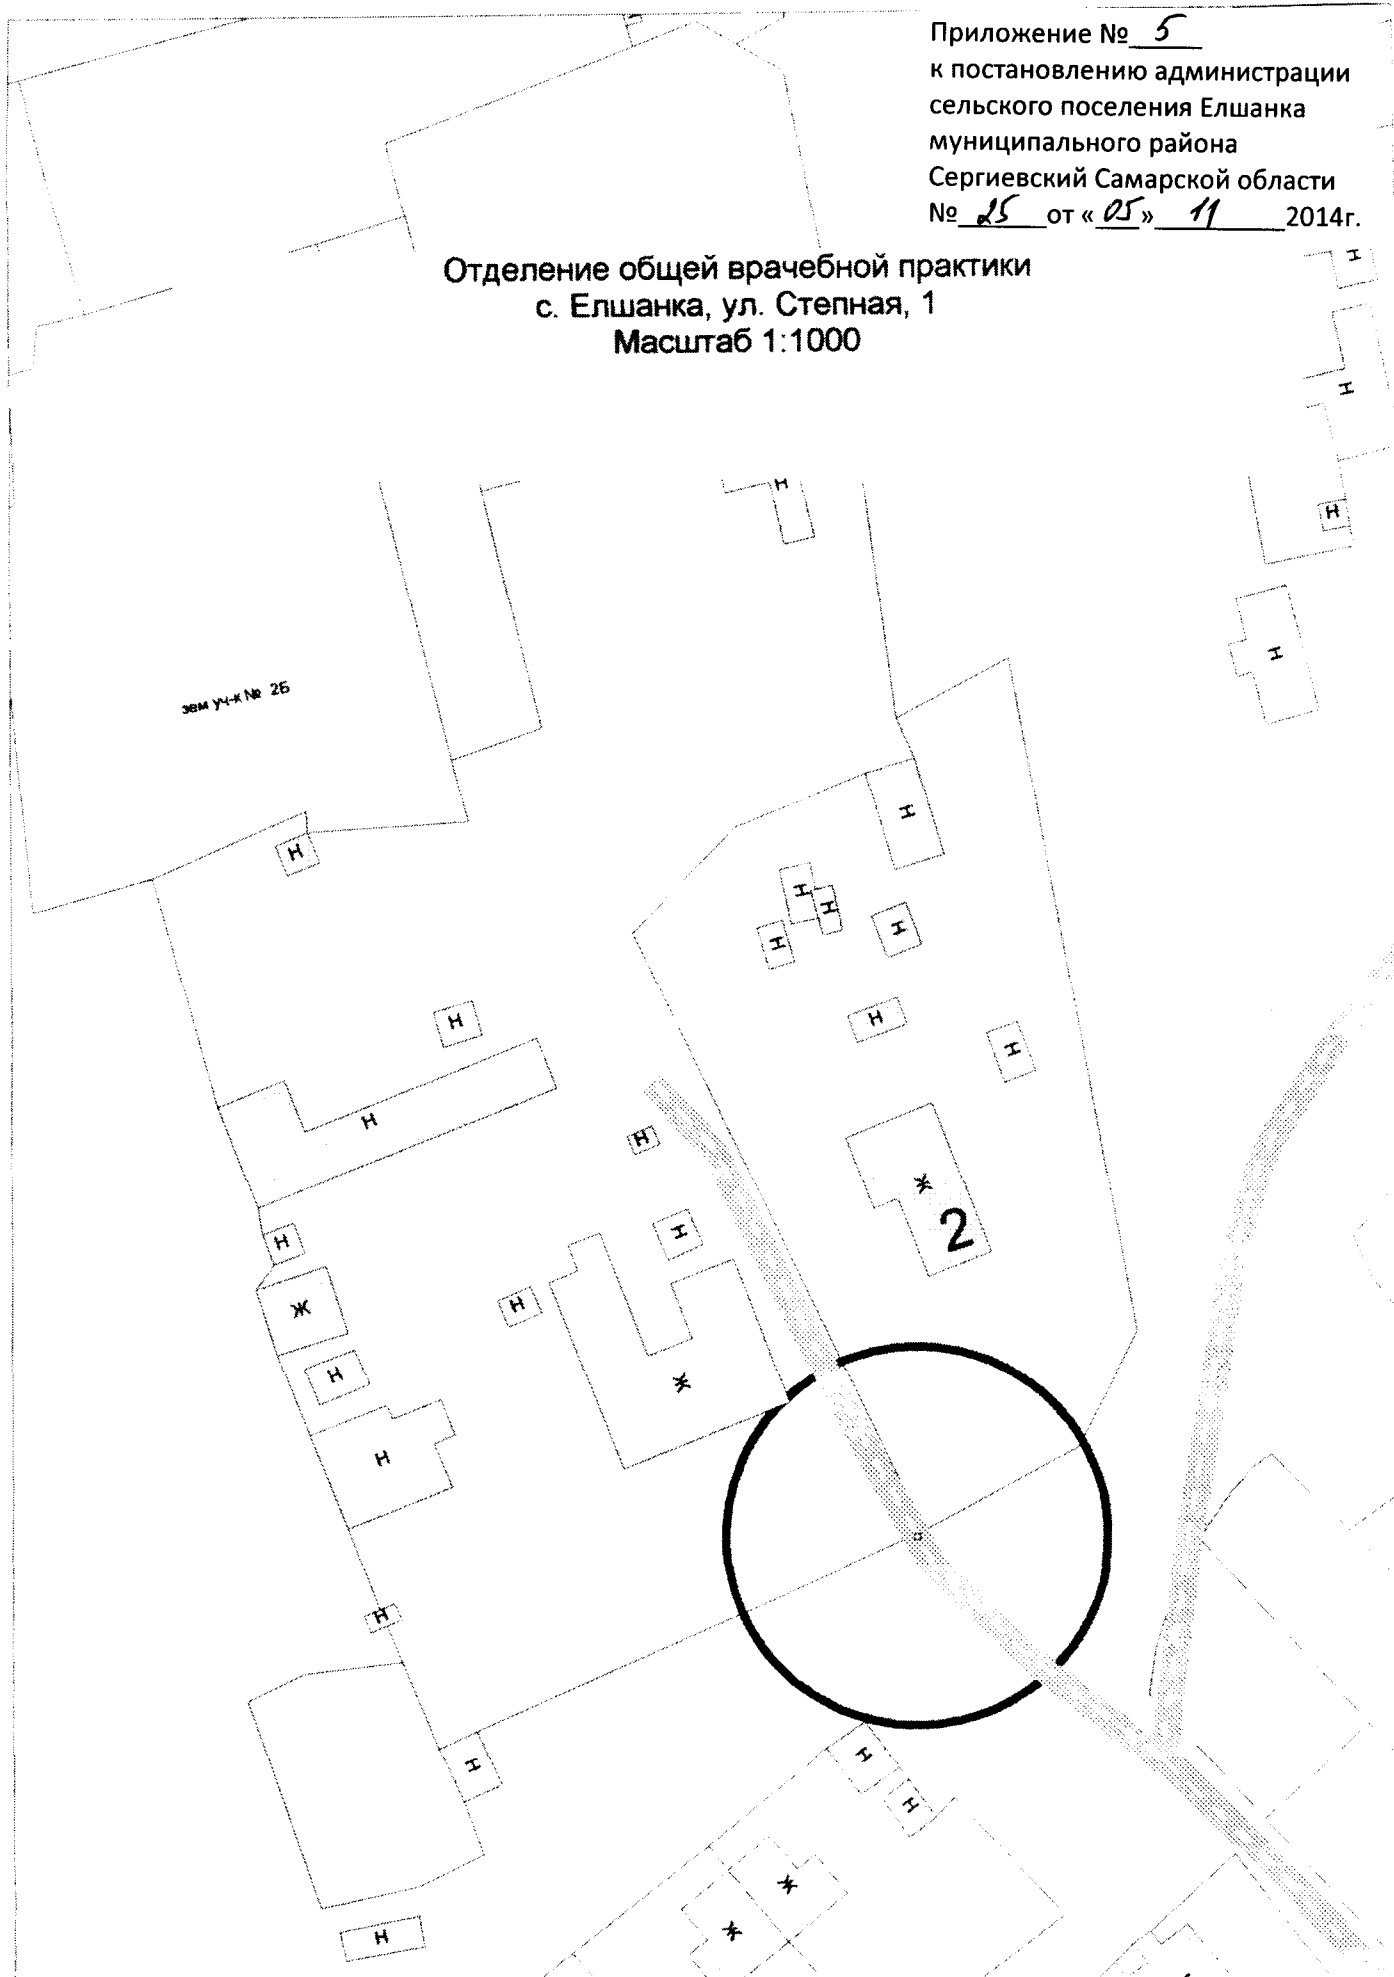 Приложение № 5
к постановлению администрации
сельского поселения Елшанка
муниципального района
Сергиевский Самарской области
№ 25 от « 05 » 11 2014г.
Отделение общей врачебной практики
с. Елшанка, ул. Степная, 1
Масштаб 1:1000
Н
Н
Н
Н
Н
зем уч-к № 2Б
Н
Н
Н
Н
Н
Н
Н
Н
Н
Н
Н
Н
Ж
2
Н
Н
Н
Ж
Н
Ж
Н
Н
Н
Н
Н
Ж
Ж
Н